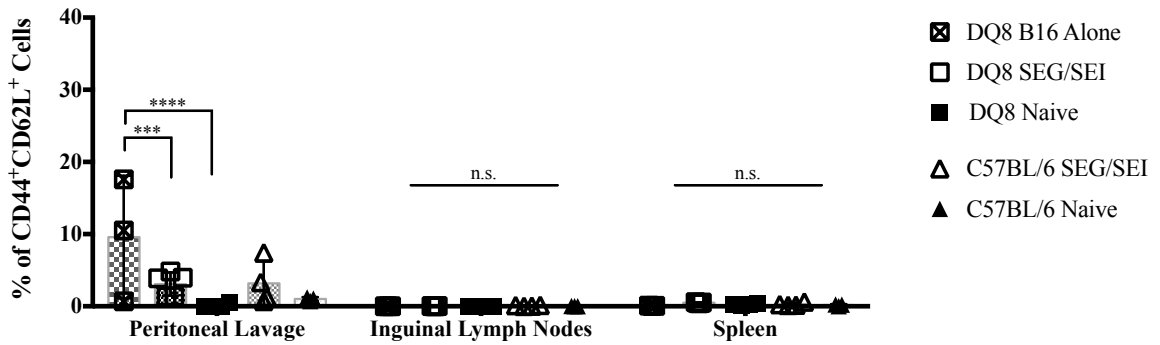 % of CD44⁺CD62L⁺ Cells
40
30
20
10
0
****
***
n.s.
n.s.
Peritoneal Lavage
Inguinal Lymph Nodes
Spleen
DQ8 B16 Alone
DQ8 SEG/SEI
DQ8 Naive
C57BL/6 SEG/SEI
C57BL/6 Naive